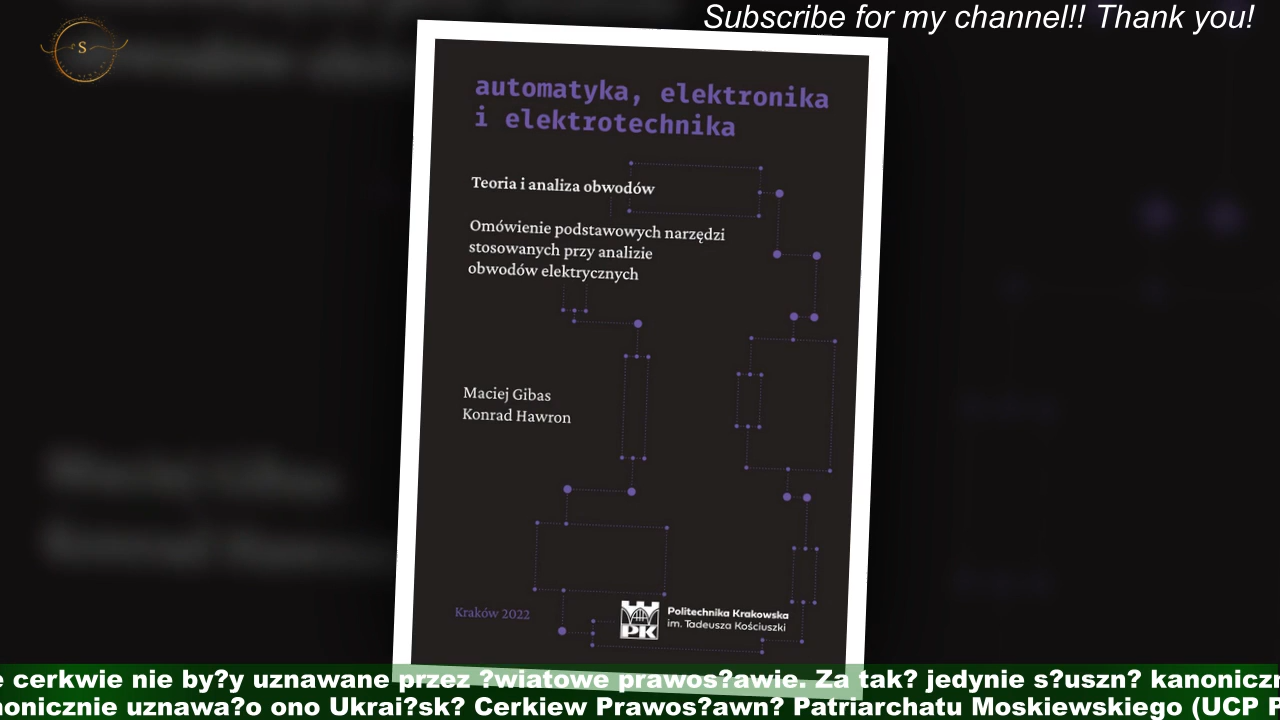 Subscribe for my channel!! Thank you!
S
automatyka, elektronika
i elektrotechnika
Teoria i analiza obwodów
Omówienie podstawowych narzędzi
stosowanych przy analizie
obwodów elektrycznych
Maciej Gibas
Konrad Hawron
Kraków 2022
PK
Politechnika Krakowska
im. Tadeusza Kościuszki
e cerkwie nie by?y uznawane przez ?wiatowe prawos?awie. Za tak? jedynie s?uszn? kanoniczn
nonicznie uznawa?o ono Ukrai?sk? Cerkiew Prawos?awn? Patriarchatu Moskiewskiego (UCP P